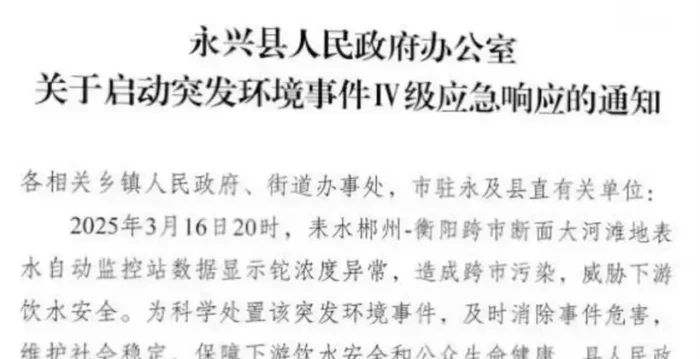 永兴县人民政府办公室
关于启动突发环境事件IV级应急响应的通知
各相关乡镇人民政府、街道办事处，市驻永及县直有关单位：
2025年3月16日20时，耒水郴州-衡阳跨市断面大河滩地表
水自动监控站数据显示铊浓度异常，造成跨市污染，威胁下游
饮水安全。为科学处置该突发环境事件，及时消除事件危害，
维护社会稳定，保障下游饮水安全和公众生命健康，县人民政